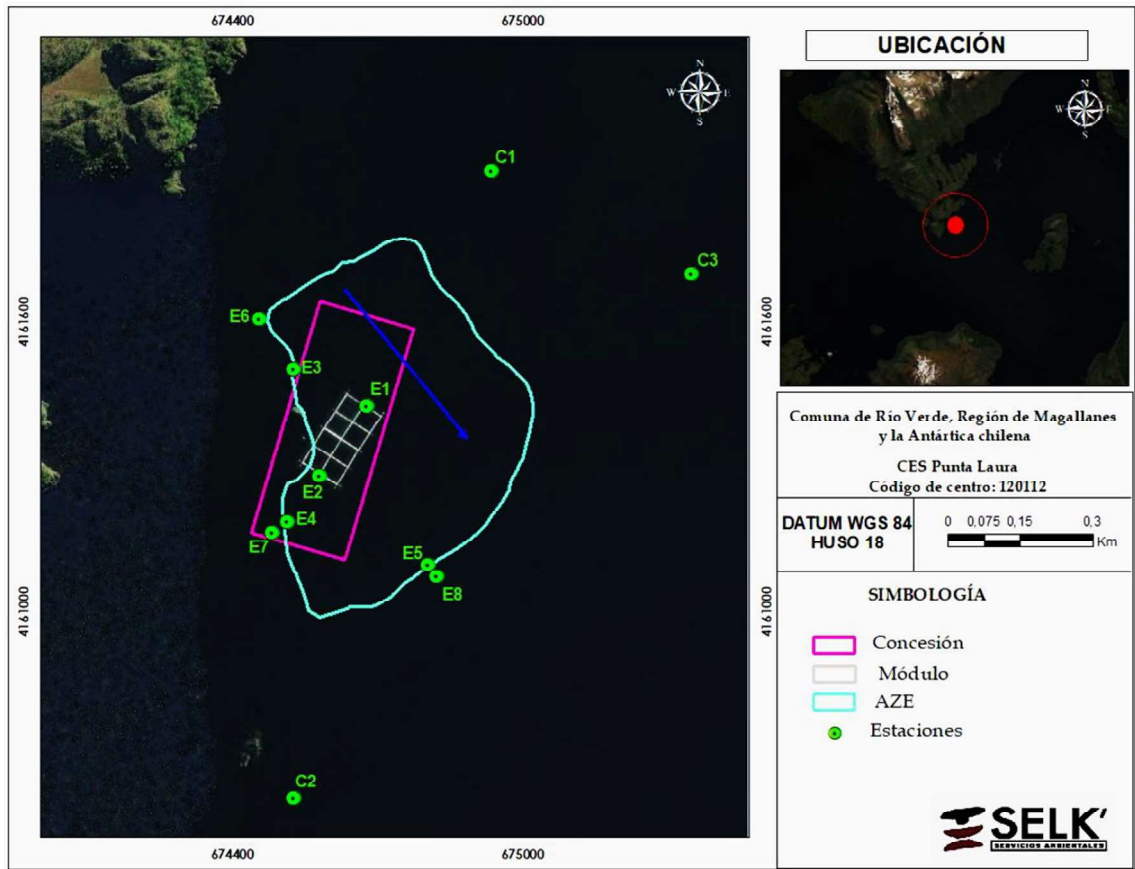 674400 675000
UBICACIÓN
N
W E
S
N
W E
S
C1
C3
E6
E3
E1
E2
E4
E7
E5
E8
C2
4161600
4161600
4161000
4161000
674400 675000
Comuna de Río Verde, Región de Magallanes
y la Antártica chilena
CES Punta Laura
Código de centro: 120112
DATUM WGS 84
HUSO 18
0 0,075 0,15 0,3
Km
SIMBOLOGÍA
Concesión
Módulo
AZE
Estaciones
SELK'
SERVICIOS AMBIENTALES